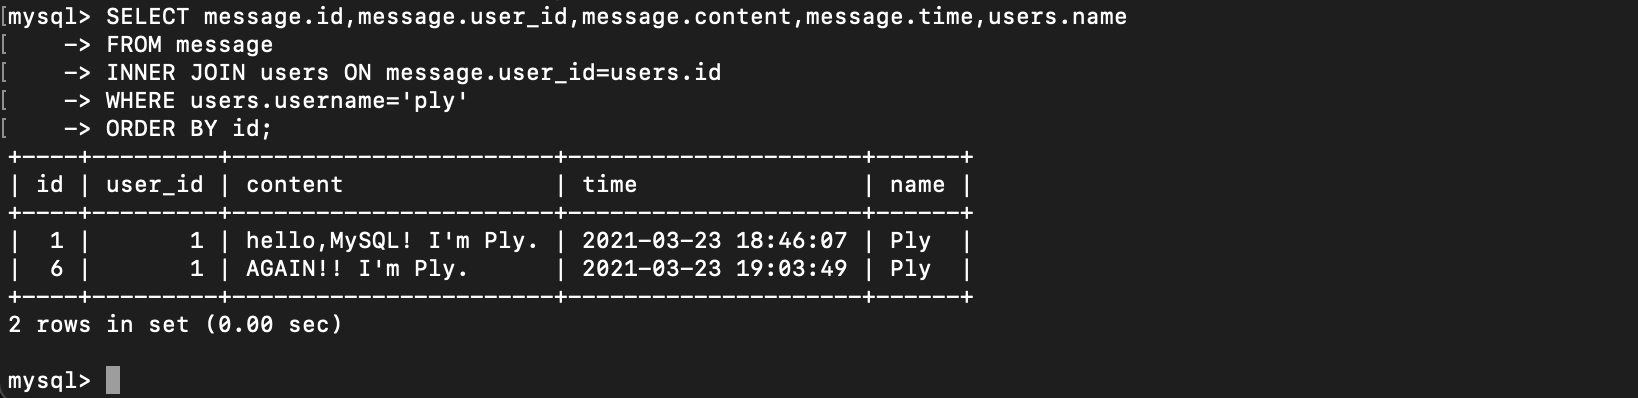 mysql> SELECT message.id,message.user_id,message.content,message.time,users.name
    -> FROM message
    -> INNER JOIN users ON message.user_id=users.id
    -> WHERE users.username='ply'
    -> ORDER BY id;
+----+---------+-----------------------+---------------------+------+
| id | user_id | content               | time                | name |
+----+---------+-----------------------+---------------------+------+
|  1 |       1 | hello,MySQL! I'm Ply. | 2021-03-23 18:46:07 | Ply  |
|  6 |       1 | AGAIN!! I'm Ply.      | 2021-03-23 19:03:49 | Ply  |
+----+---------+-----------------------+---------------------+------+
2 rows in set (0.00 sec)
mysql>